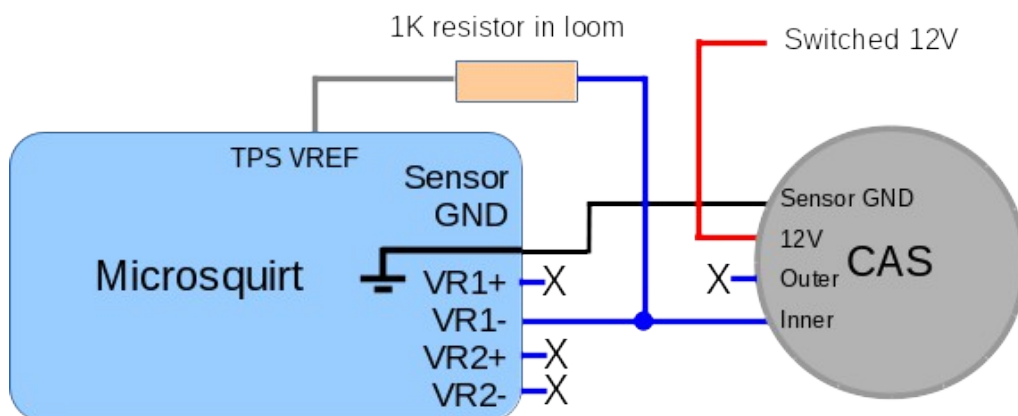 1K resistor in loom
Switched 12V
TPS VREF
Sensor
GND
Microsquirt
VR1+
X
VR1-
VR2+
X
VR2-
X
Sensor GND
12V
CAS
X
Outer
Inner